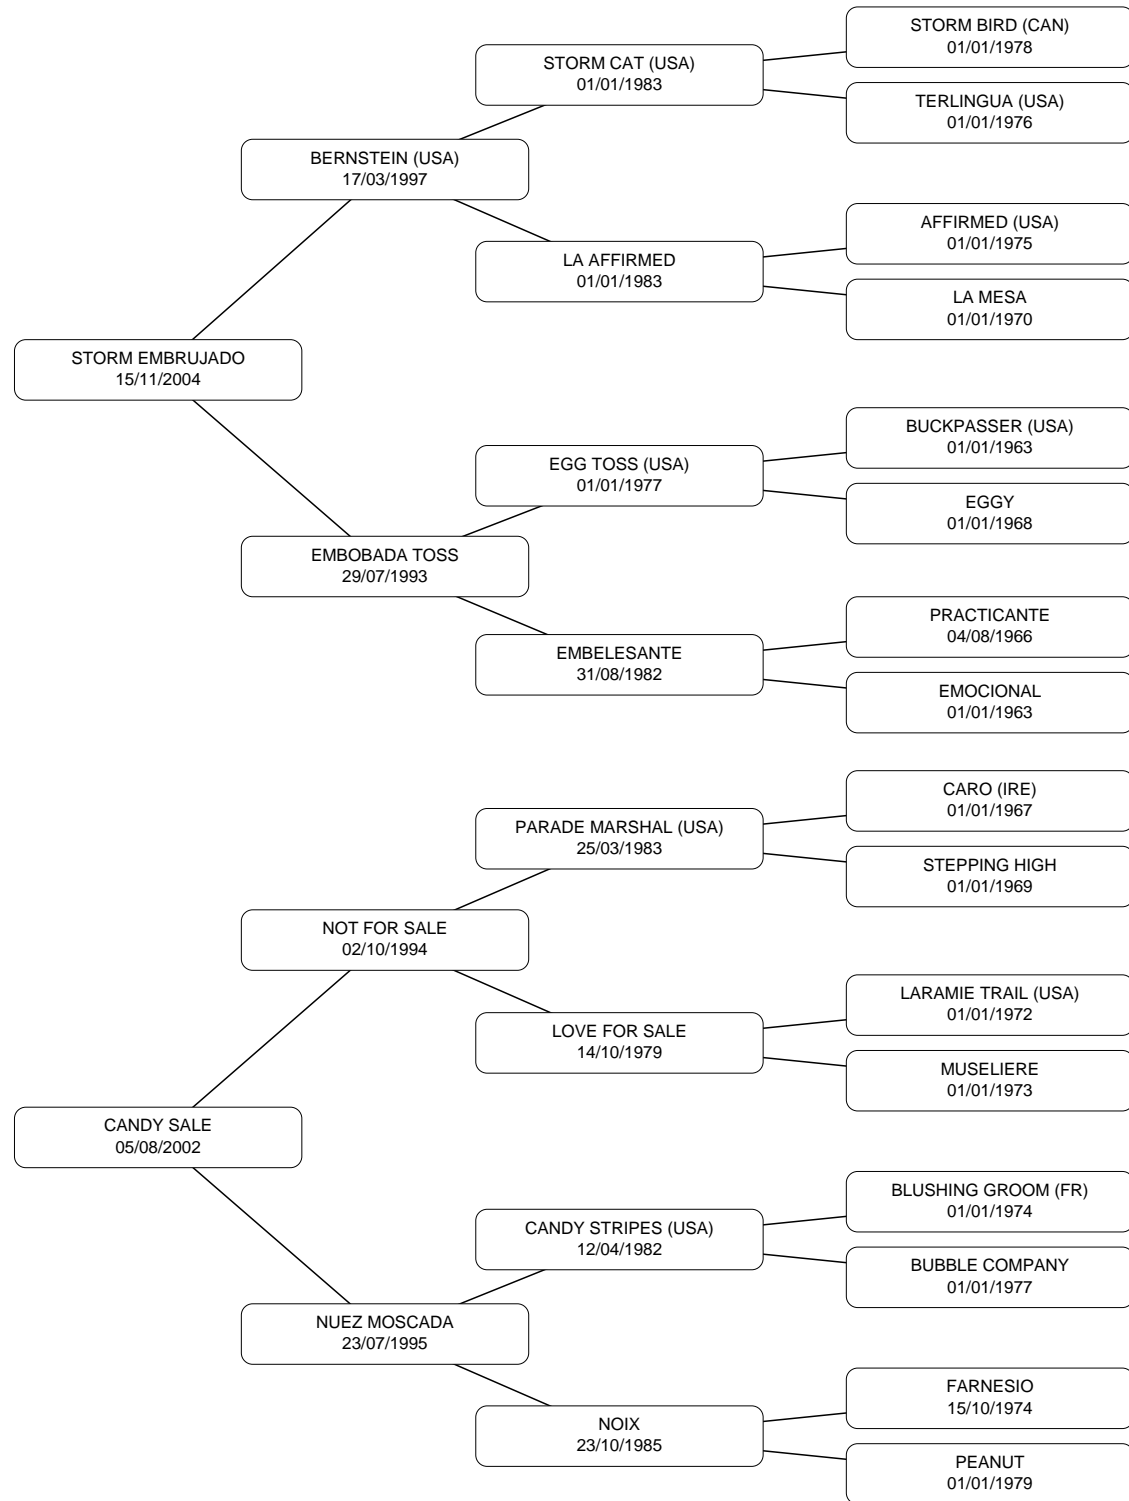 STORM BIRD (CAN)
01/01/1978
STORM CAT (USA)
01/01/1983
TERLINGUA (USA)
01/01/1976
BERNSTEIN (USA)
17/03/1997
AFFIRMED (USA)
01/01/1975
LA AFFIRMED
01/01/1983
LA MESA
01/01/1970
STORM EMBRUJADO
15/11/2004
BUCKPASSER (USA)
01/01/1963
EGG TOSS (USA)
01/01/1977
EGGY
01/01/1968
EMBOBADA TOSS
29/07/1993
PRACTICANTE
04/08/1966
EMBELESANTE
31/08/1982
EMOCIONAL
01/01/1963
CARO (IRE)
01/01/1967
PARADE MARSHAL (USA)
25/03/1983
STEPPING HIGH
01/01/1969
NOT FOR SALE
02/10/1994
LARAMIE TRAIL (USA)
01/01/1972
LOVE FOR SALE
14/10/1979
MUSELIERE
01/01/1973
CANDY SALE
05/08/2002
BLUSHING GROOM (FR)
01/01/1974
CANDY STRIPES (USA)
12/04/1982
BUBBLE COMPANY
01/01/1977
NUEZ MOSCADA
23/07/1995
FARNESIO
15/10/1974
NOIX
23/10/1985
PEANUT
01/01/1979